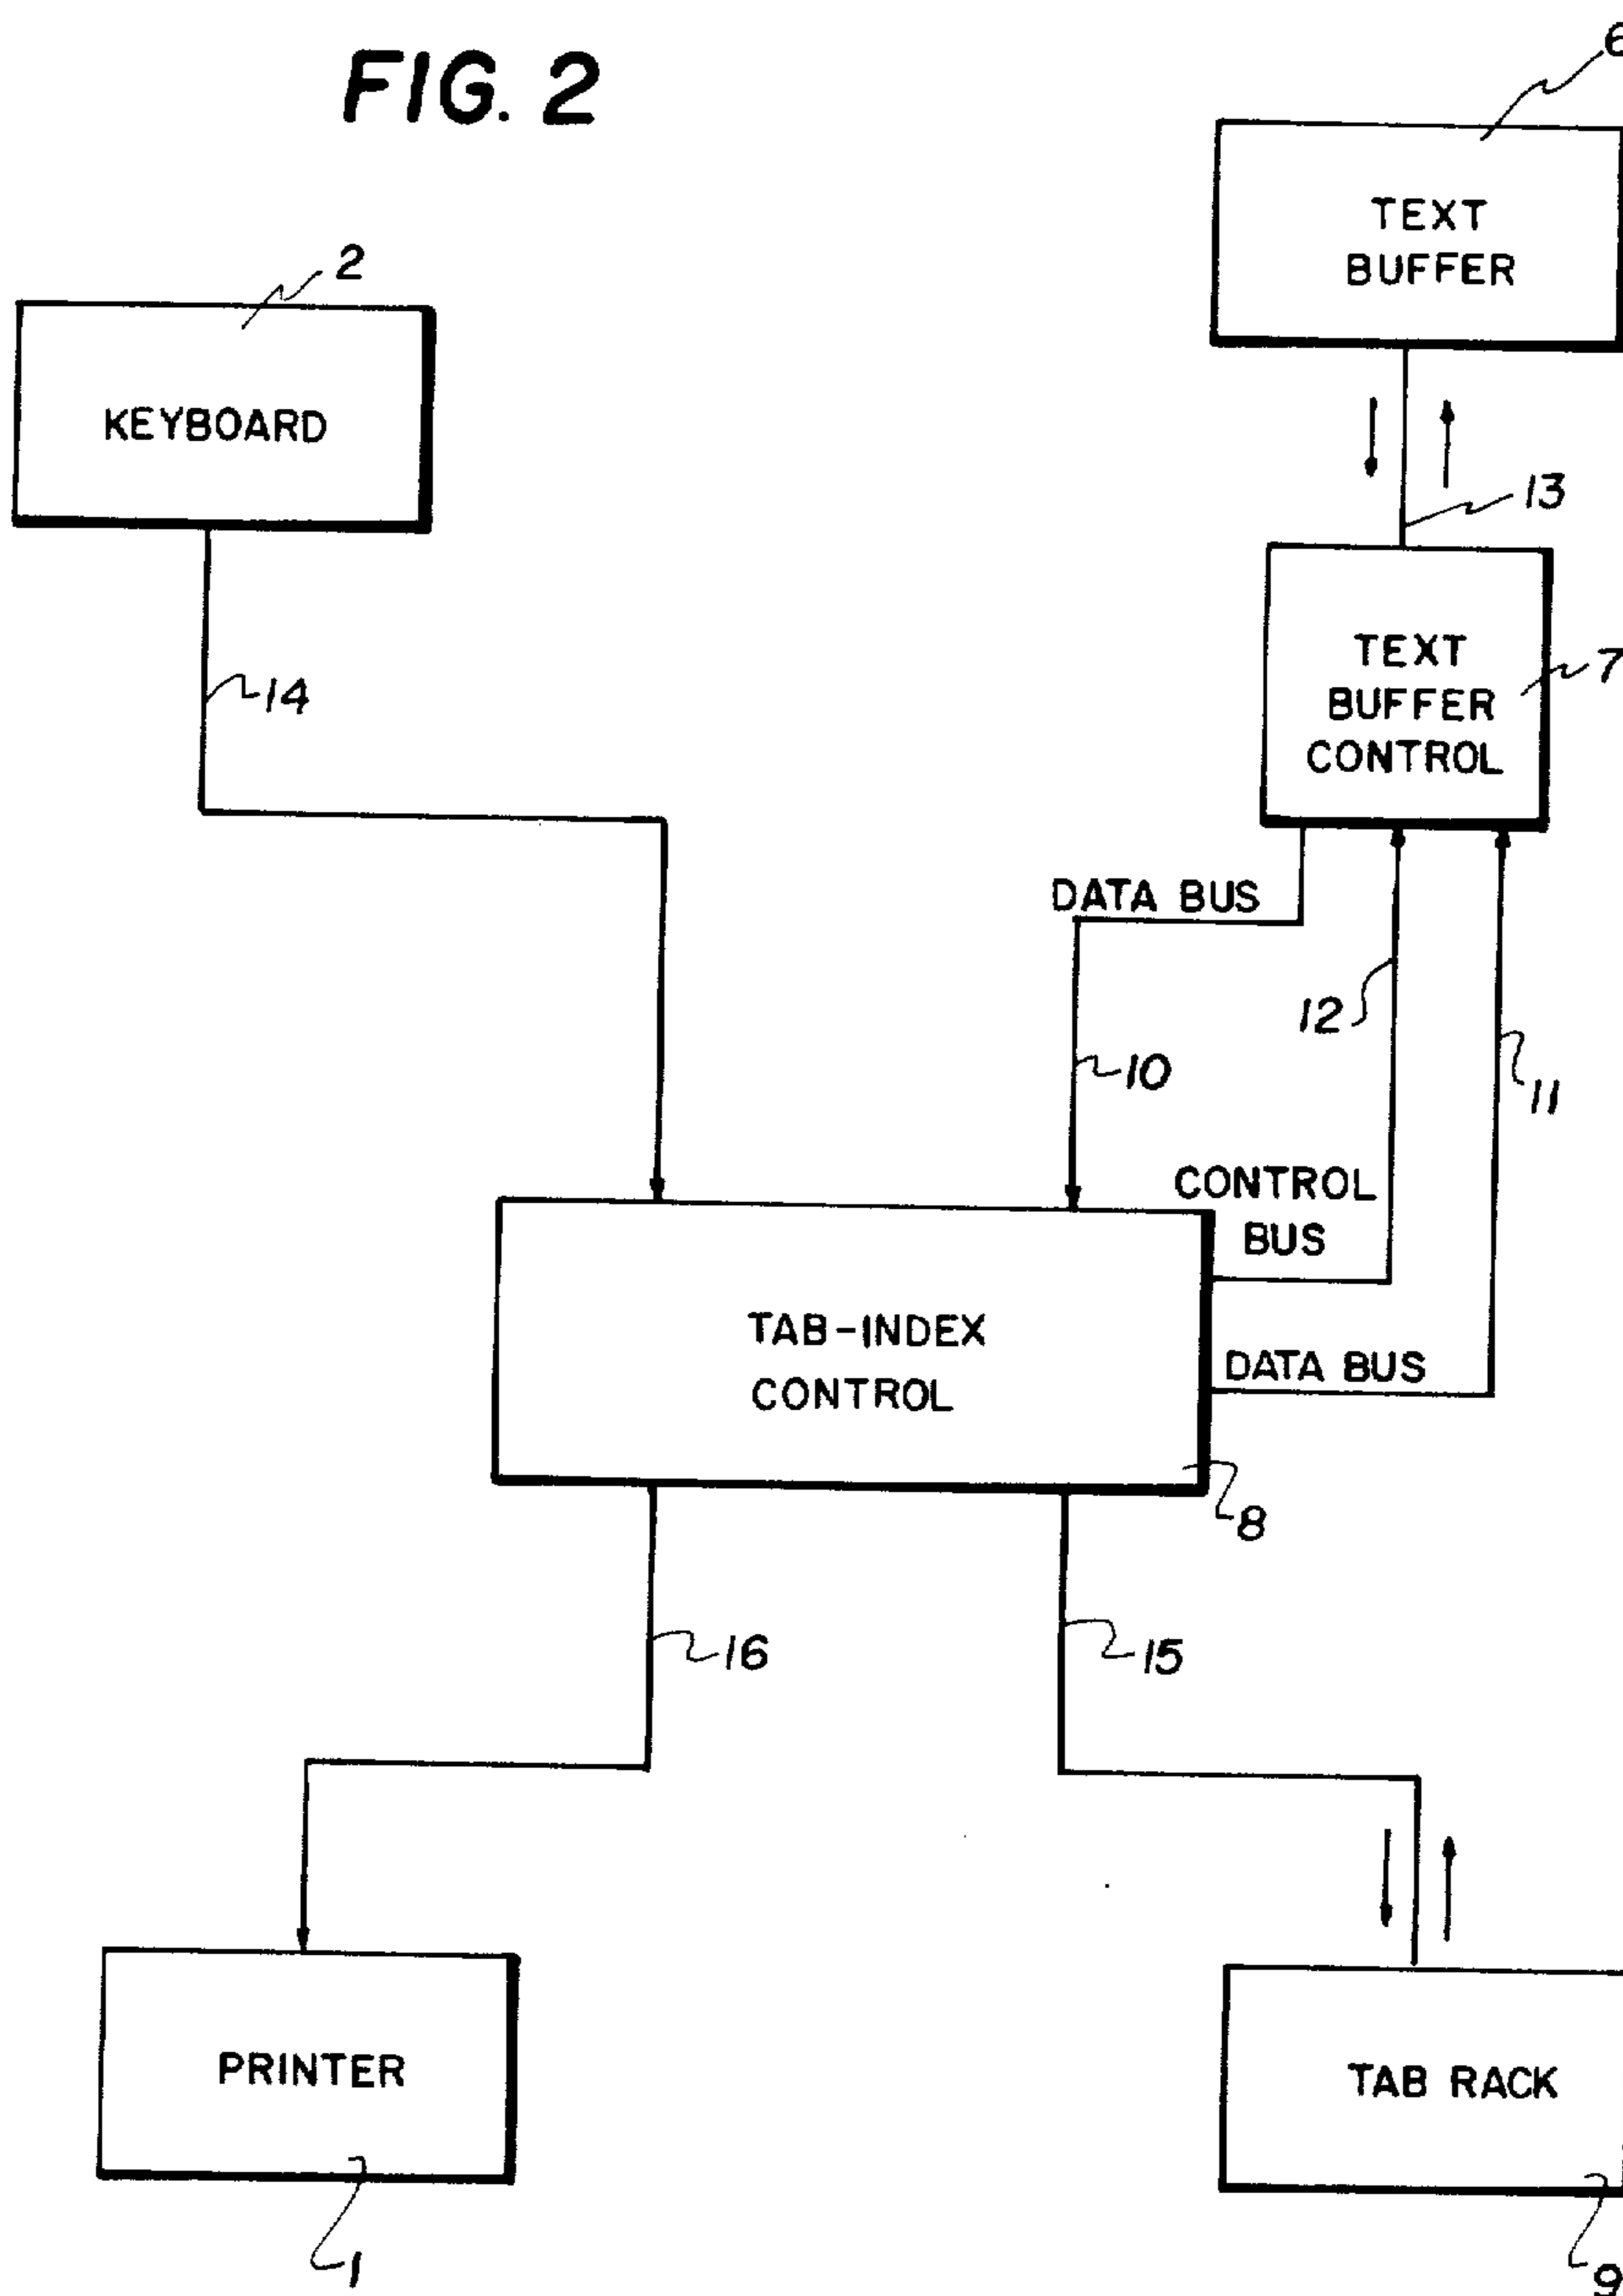 FIG. 2
6
TEXT
BUFFER
2
KEYBOARD
13
TEXT
BUFFER
CONTROL
7
14
DATA BUS
12
10
11
CONTROL
BUS
TAB-INDEX
CONTROL
DATA BUS
8
16
15
PRINTER
TAB RACK
1
9